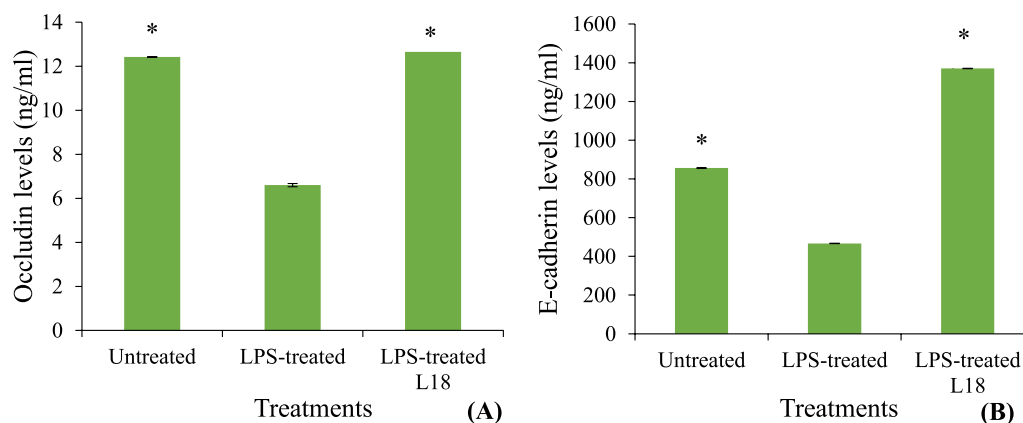 Occludin levels (ng/ml)
14
12
10
8
6
4
2
0
*
*
Untreated
LPS-treated
LPS-treated
L18
Treatments
(A)
E-cadherin levels (ng/ml)
1600
1400
1200
1000
800
600
400
200
0
*
*
Untreated
LPS-treated
LPS-treated
L18
Treatments
(B)